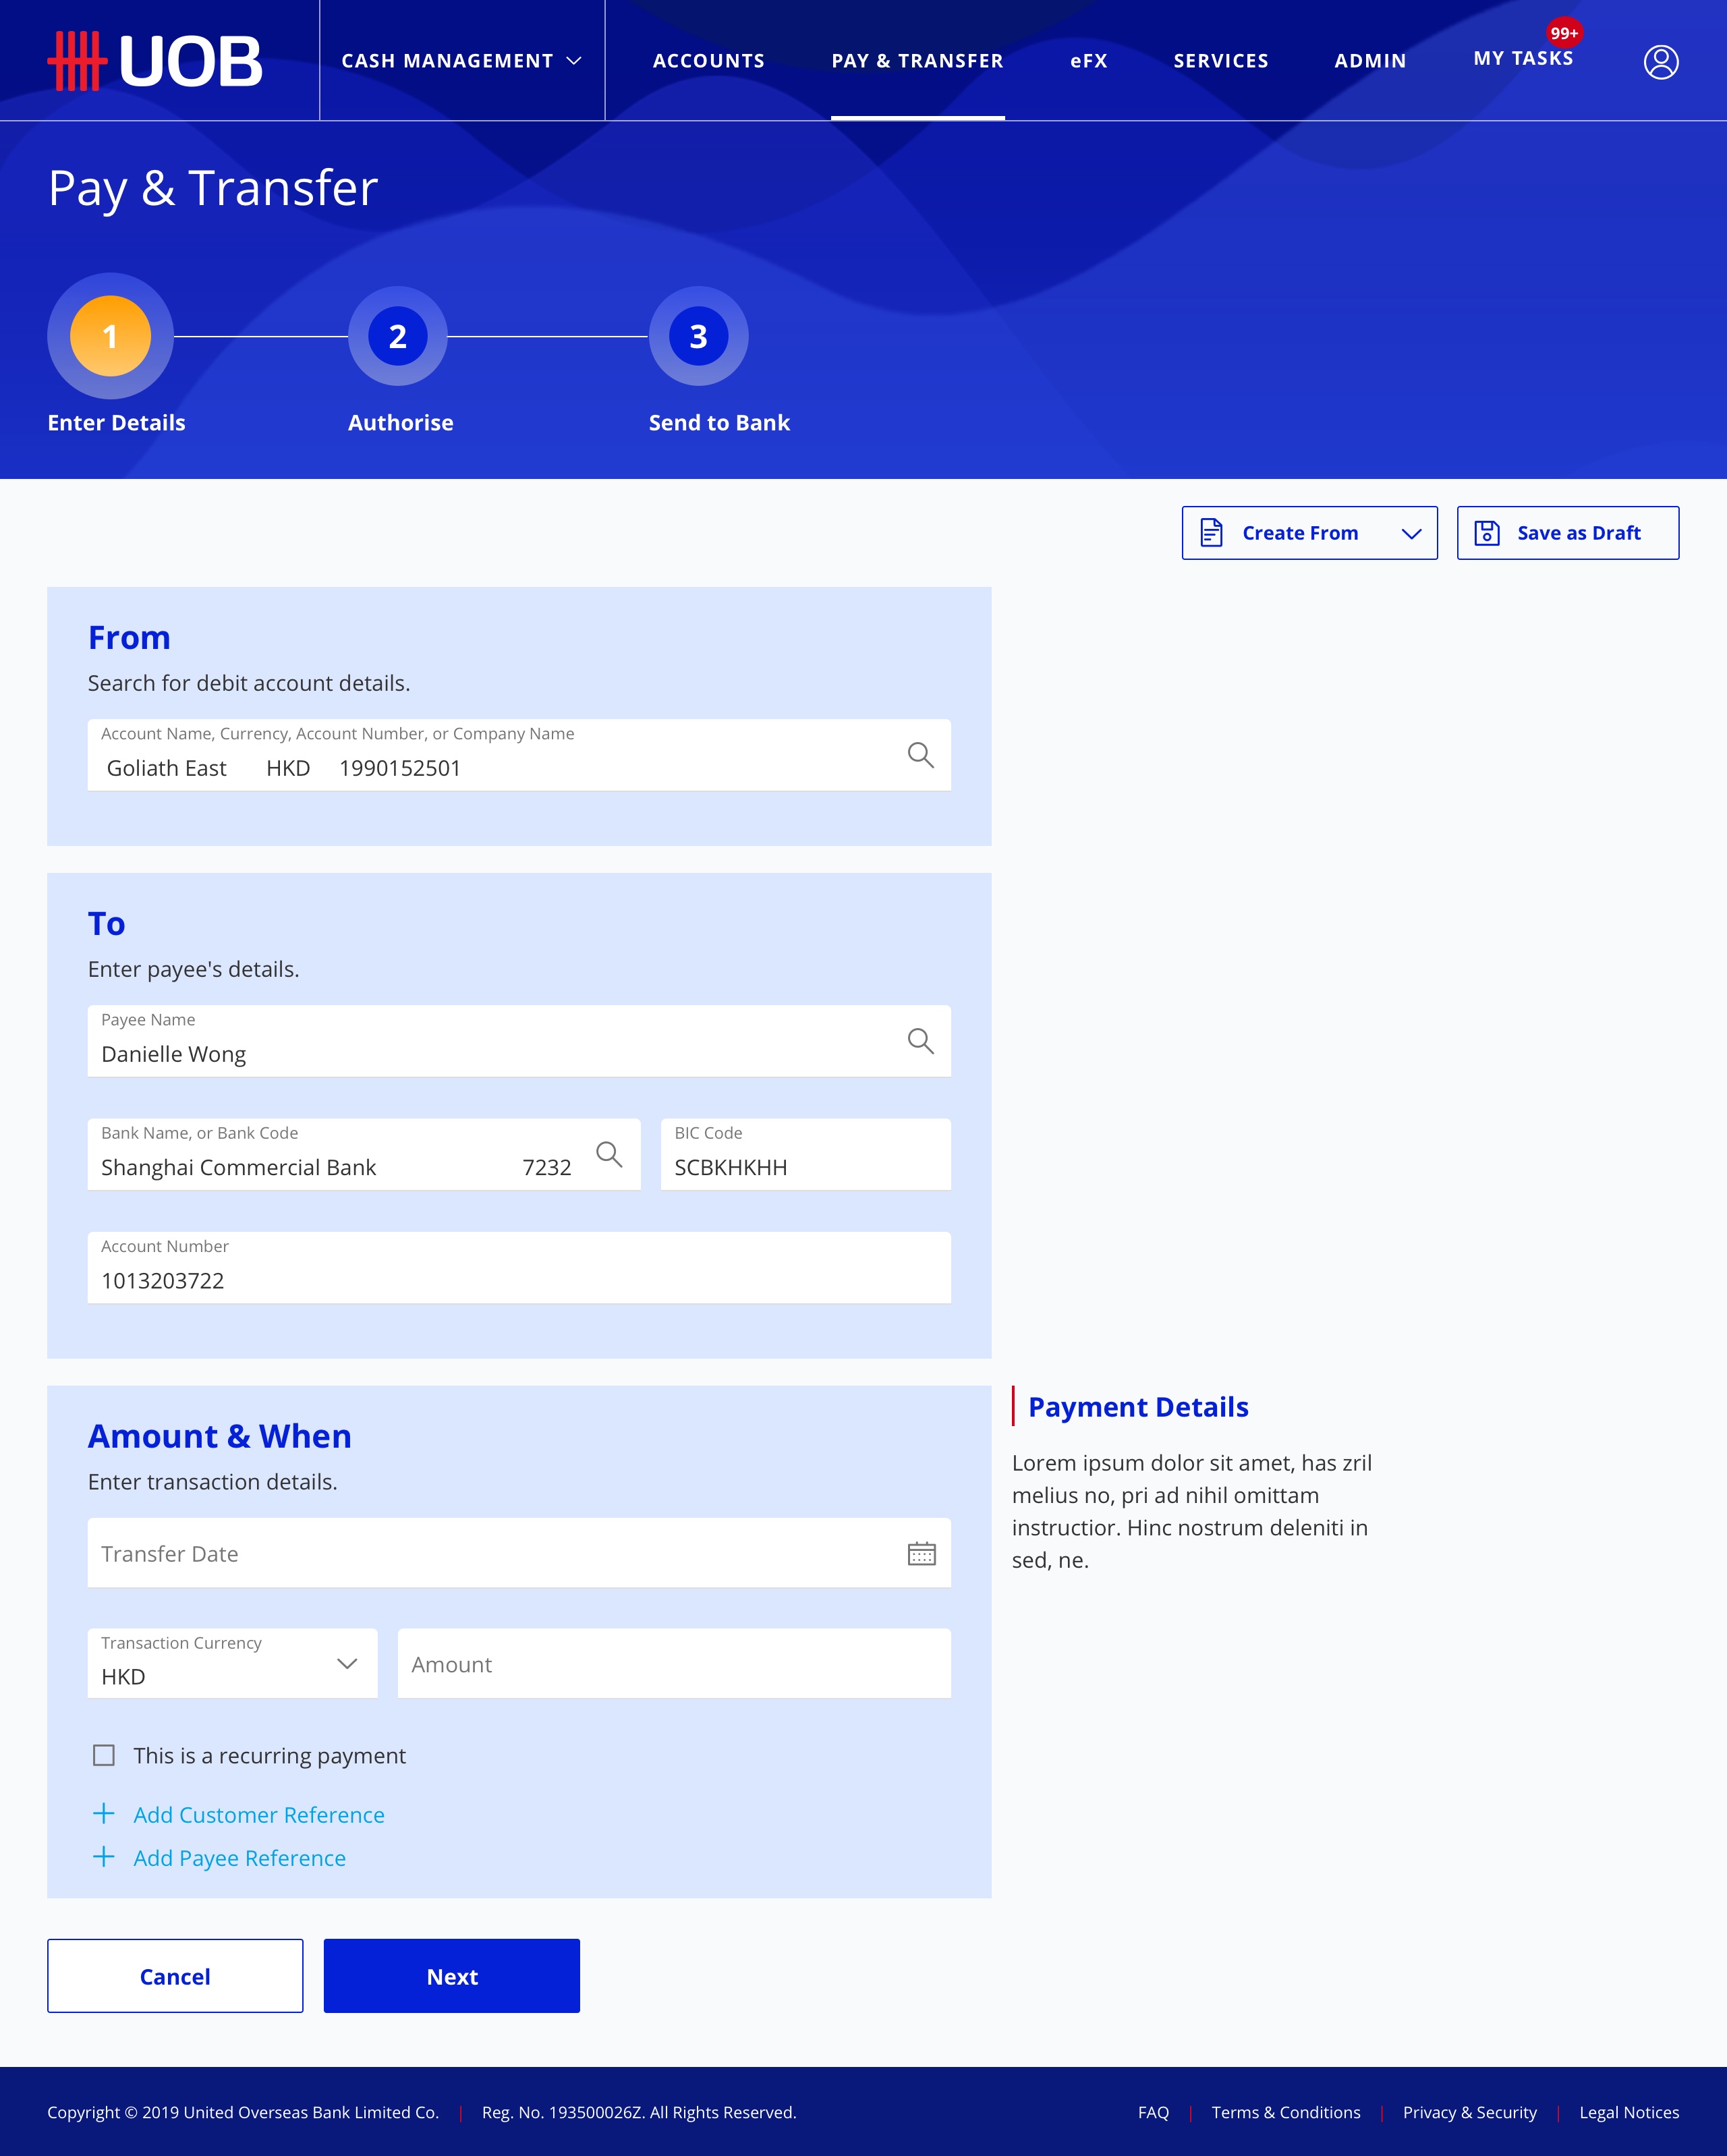 UOB
CASH MANAGEMENT
ACCOUNTS
PAY & TRANSFER
eFX
SERVICES
ADMIN
MY TASKS
99+
Pay & Transfer
1
2
3
Enter Details
Authorise
Send to Bank
Create From
Save as Draft
From
Search for debit account details.
Account Name, Currency, Account Number, or Company Name
Goliath East HKD 1990152501
To
Enter payee's details.
Payee Name
Danielle Wong
Bank Name, or Bank Code
Shanghai Commercial Bank 7232
BIC Code
SCBKHKHH
Account Number
1013203722
Amount & When
Enter transaction details.
Transfer Date
Transaction Currency
HKD
Amount
This is a recurring payment
Add Customer Reference
Add Payee Reference
Payment Details
Lorem ipsum dolor sit amet, has zril
melius no, pri ad nihil omittam
instructior. Hinc nostrum deleniti in
sed, ne.
Cancel
Next
Copyright © 2019 United Overseas Bank Limited Co. | Reg. No. 193500026Z. All Rights Reserved.
FAQ | Terms & Conditions | Privacy & Security | Legal Notices